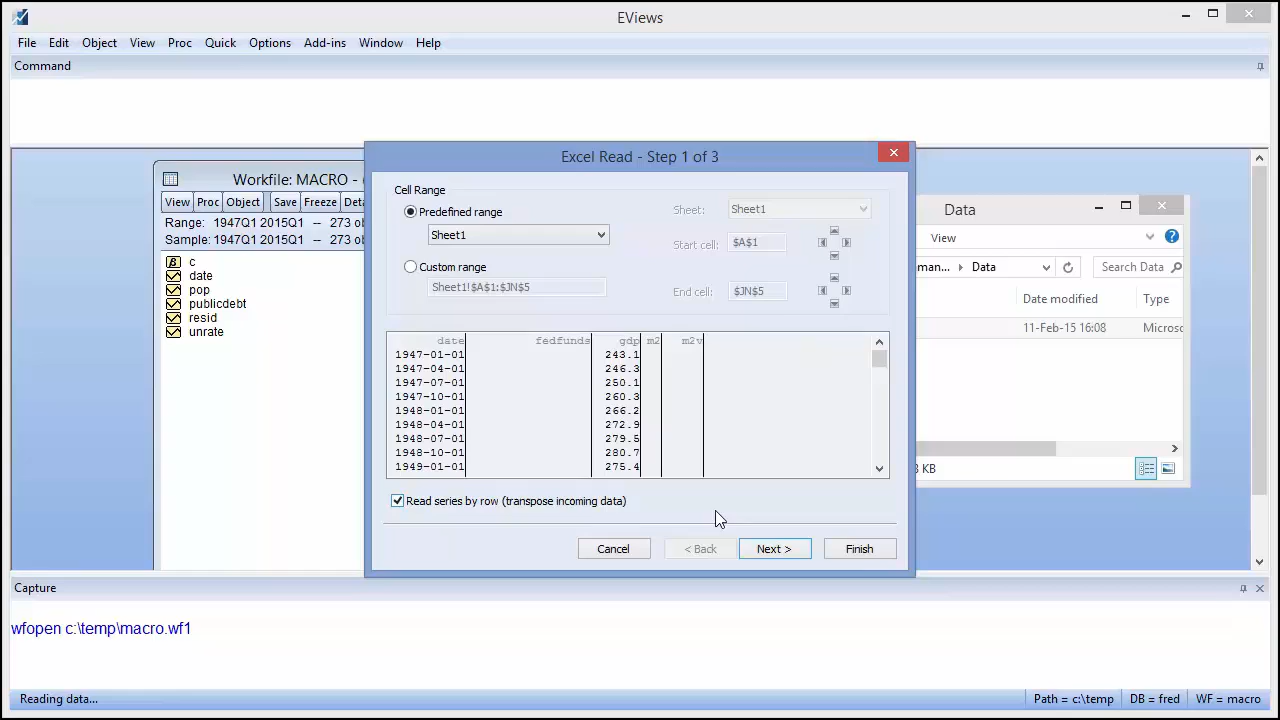 EViews
File Edit Object View Proc Quick Options Add-ins Window Help
Command
Workfile: MACRO - (
View Proc Object Save Freeze Deta
Range: 1947Q1 2015Q1 -- 273 ob
Sample: 1947Q1 2015Q1 -- 273 ob
c
date
pop
publicdebt
resid
unrate
Excel Read - Step 1 of 3
Cell Range
Predefined range
Sheet1
Custom range
Sheet1!$A$1:$JN$5
Sheet: Sheet1
Start cell: $A$1
End cell: $JN$5
date fedfunds gdp m2 m2v
1947-01-01 243.1
1947-04-01 246.3
1947-07-01 250.1
1947-10-01 260.3
1948-01-01 266.2
1948-04-01 272.9
1948-07-01 279.5
1948-10-01 280.7
1949-01-01 275.4
Read series by row (transpose incoming data)
Cancel < Back Next > Finish
Data
View
man... Data Search Data
Date modified Type
11-Feb-15 16:08 Micros
KB
Capture
wfopen c:\temp\macro.wf1
Reading data... Path = c:\temp DB = fred WF = macro